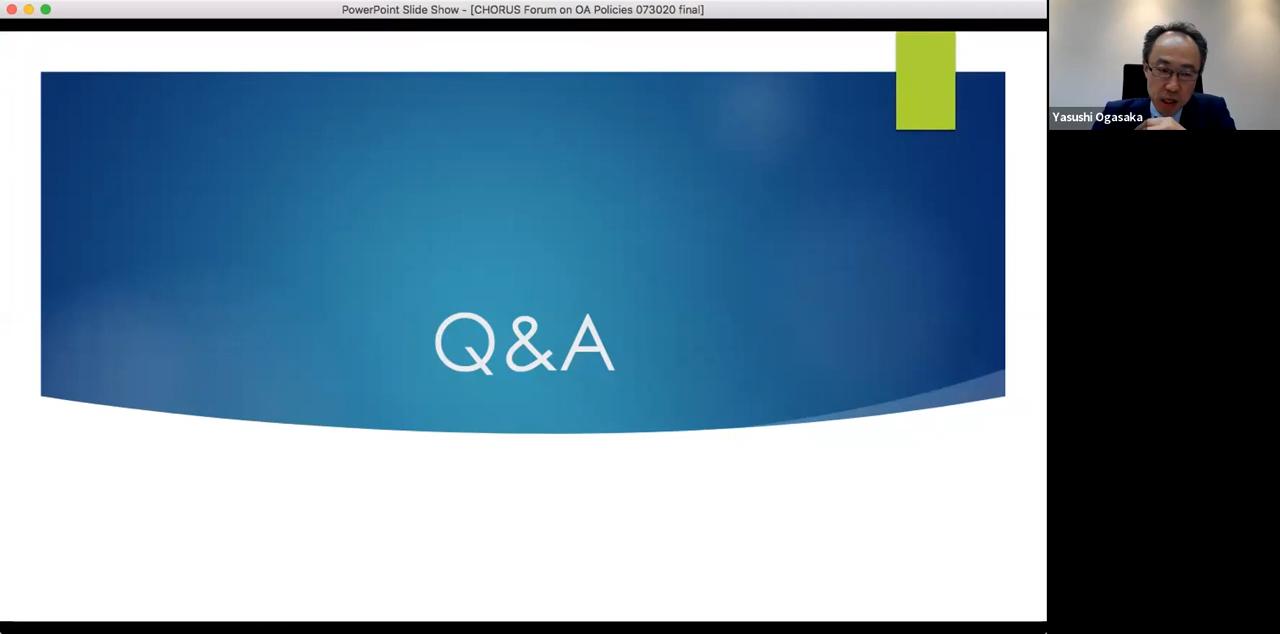 PowerPoint Slide Show - [CHORUS Forum on OA Policies 073020 final]
Yasushi Ogasaka
Q&A